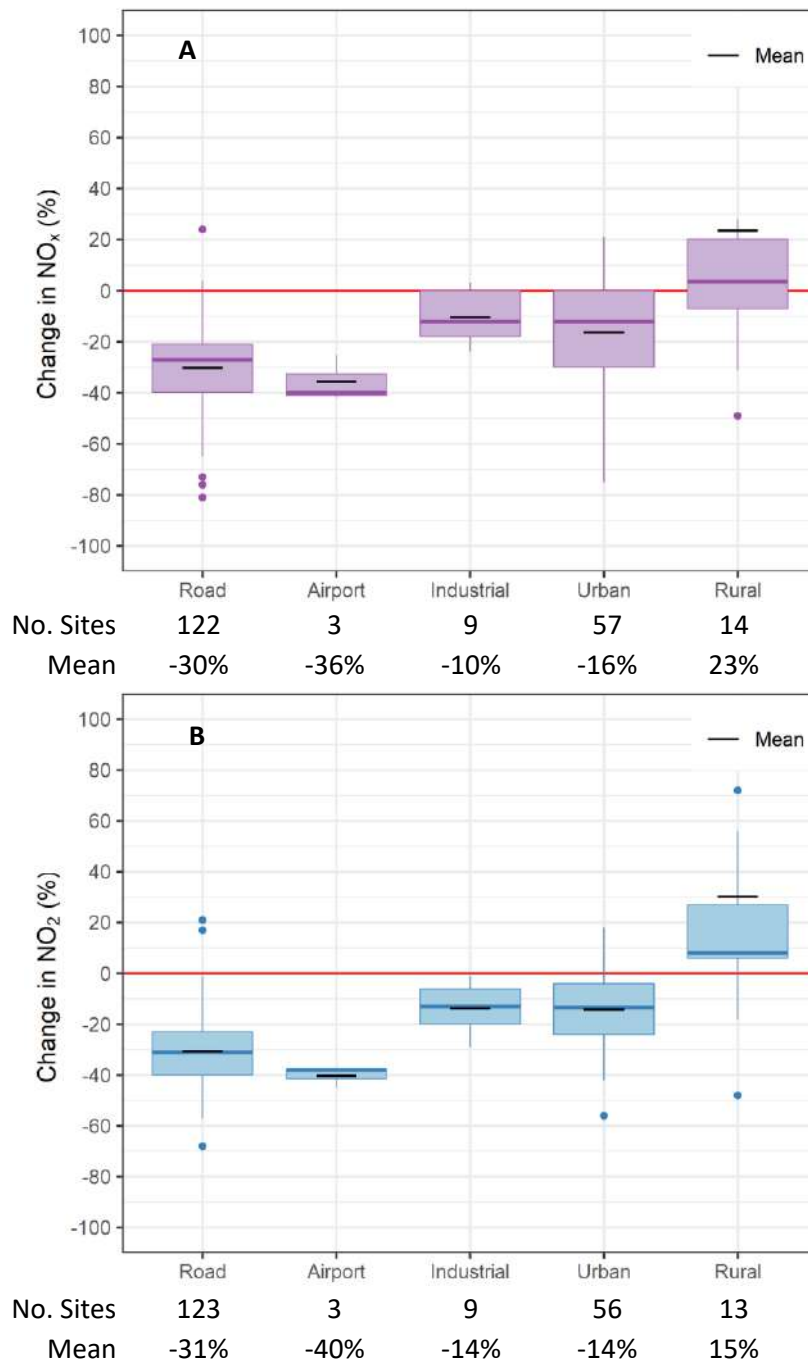 A
Mean
Change in NOx (%)
100
80
60
40
20
0
-20
-40
-60
-80
-100
Road Airport Industrial Urban Rural
No. Sites 122 3 9 57 14
Mean -30% -36% -10% -16% 23%
B
Mean
Change in NO2 (%)
100
80
60
40
20
0
-20
-40
-60
-80
-100
Road Airport Industrial Urban Rural
No. Sites 123 3 9 56 13
Mean -31% -40% -14% -14% 15%